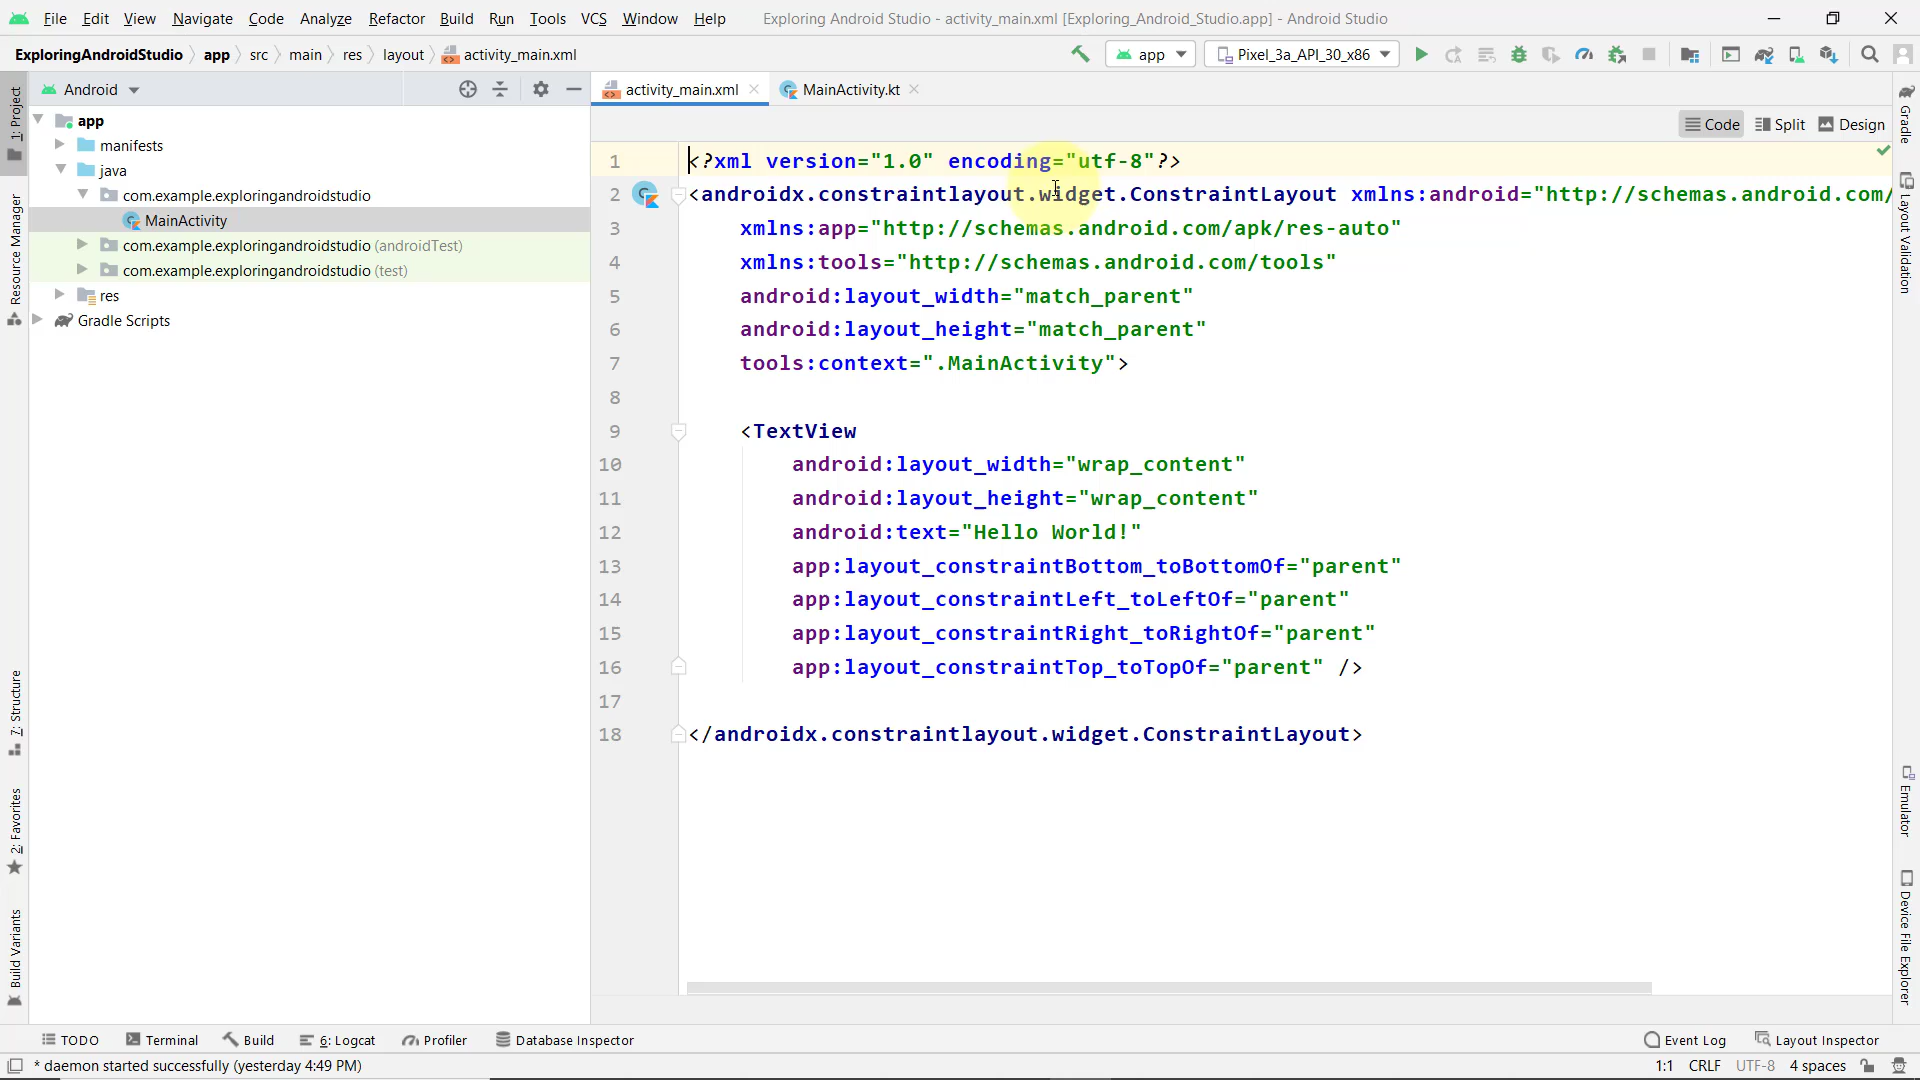 File Edit View Navigate Code Analyze Refactor Build Run Tools VCS Window Help Exploring Android Studio - activity_main.xml [Exploring_Android_Studio.app] - Android Studio
ExploringAndroidStudio app src main res layout activity_main.xml app Pixel_3a_API_30_x86
Android
activity_main.xml MainActivity.kt
Code Split Design
1: Project
Resource Manager
7: Structure
2: Favorites
Build Variants
app
manifests
java
com.example.exploringandroidstudio
MainActivity
com.example.exploringandroidstudio (androidTest)
com.example.exploringandroidstudio (test)
res
Gradle Scripts
1 <?xml version="1.0" encoding="utf-8"?>
2 <androidx.constraintlayout.widget.ConstraintLayout xmlns:android="http://schemas.android.com/
3 xmlns:app="http://schemas.android.com/apk/res-auto"
4 xmlns:tools="http://schemas.android.com/tools"
5 android:layout_width="match_parent"
6 android:layout_height="match_parent"
7 tools:context=".MainActivity">
8
9 <TextView
10 android:layout_width="wrap_content"
11 android:layout_height="wrap_content"
12 android:text="Hello World!"
13 app:layout_constraintBottom_toBottomOf="parent"
14 app:layout_constraintLeft_toLeftOf="parent"
15 app:layout_constraintRight_toRightOf="parent"
16 app:layout_constraintTop_toTopOf="parent" />
17
18 </androidx.constraintlayout.widget.ConstraintLayout>
Gradle
Layout Validation
Emulator
Device File Explorer
TODO Terminal Build 6: Logcat Profiler Database Inspector Event Log Layout Inspector
* daemon started successfully (yesterday 4:49 PM) 1:1 CRLF UTF-8 4 spaces